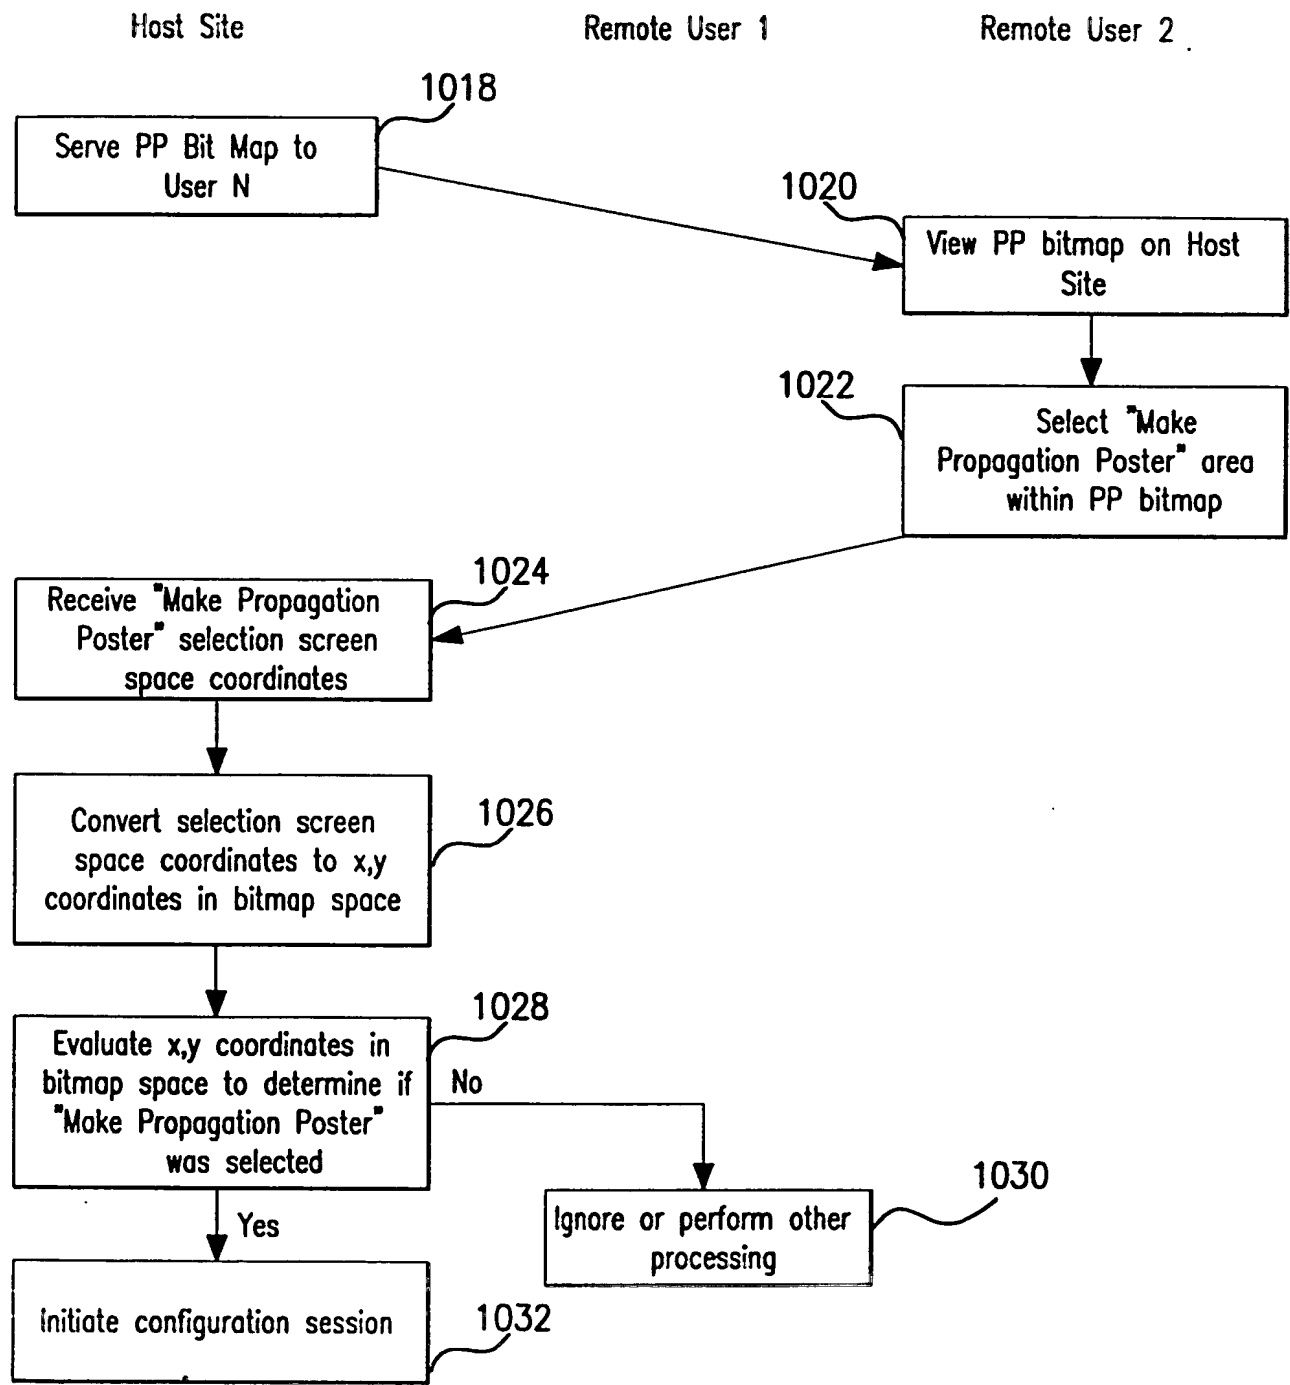 Host Site
Remote User 1
Remote User 2
1018
Serve PP Bit Map to
User N
1020
View PP bitmap on Host
Site
1022
Select "Make
Propagation Poster" area
within PP bitmap
1024
Receive "Make Propagation
Poster" selection screen
space coordinates
1026
Convert selection screen
space coordinates to x,y
coordinates in bitmap space
1028
Evaluate x,y coordinates in
bitmap space to determine if
"Make Propagation Poster"
was selected
No
1030
Ignore or perform other
processing
Yes
Initiate configuration session
1032